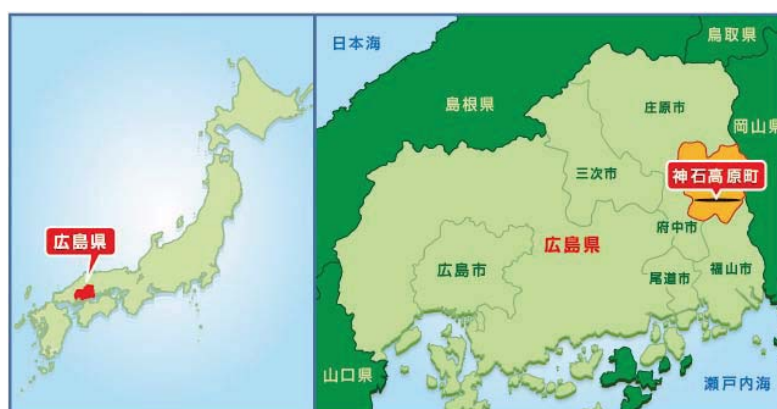 広島県
日本海
鳥取県
島根県
庄原市
岡山県
三次市
神石高原町
府中市
広島県
広島市
尾道市
福山市
山口県
瀬戸内海